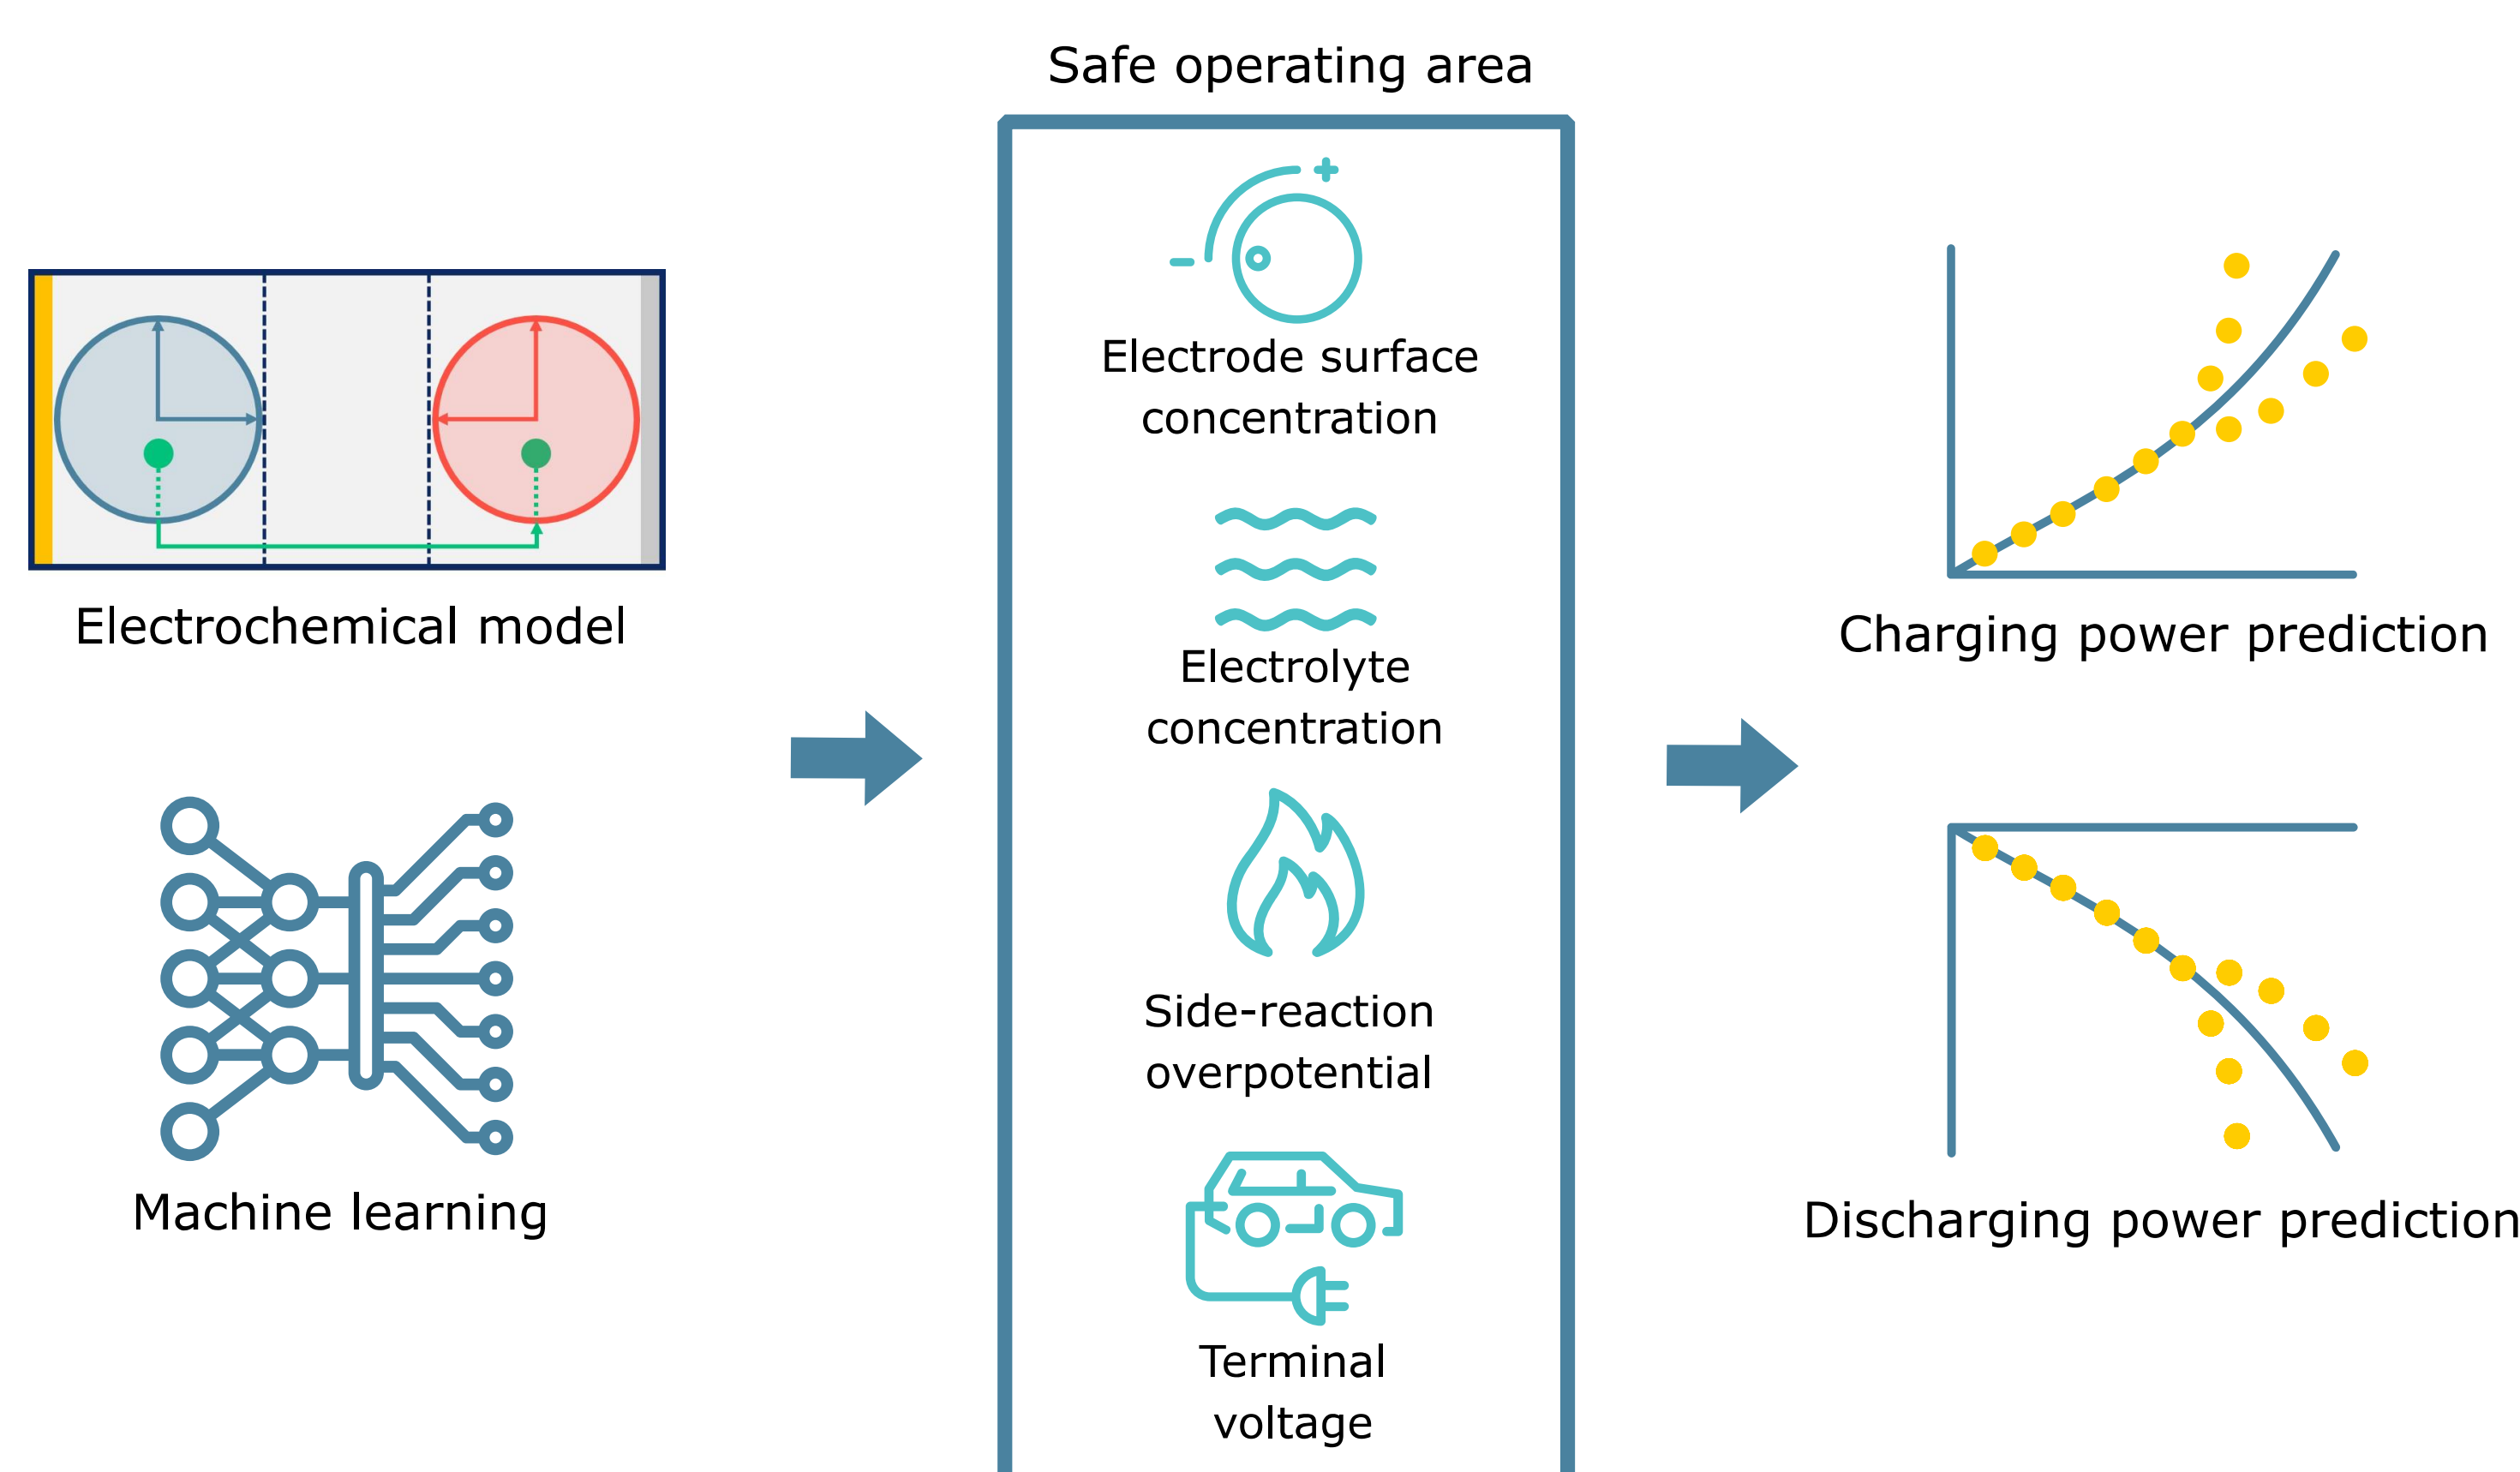 Safe operating area
Electrode surface
concentration
Electrolyte
concentration
Side-reaction
overpotential
Terminal
voltage
Electrochemical model
Machine learning
Charging power prediction
Discharging power prediction